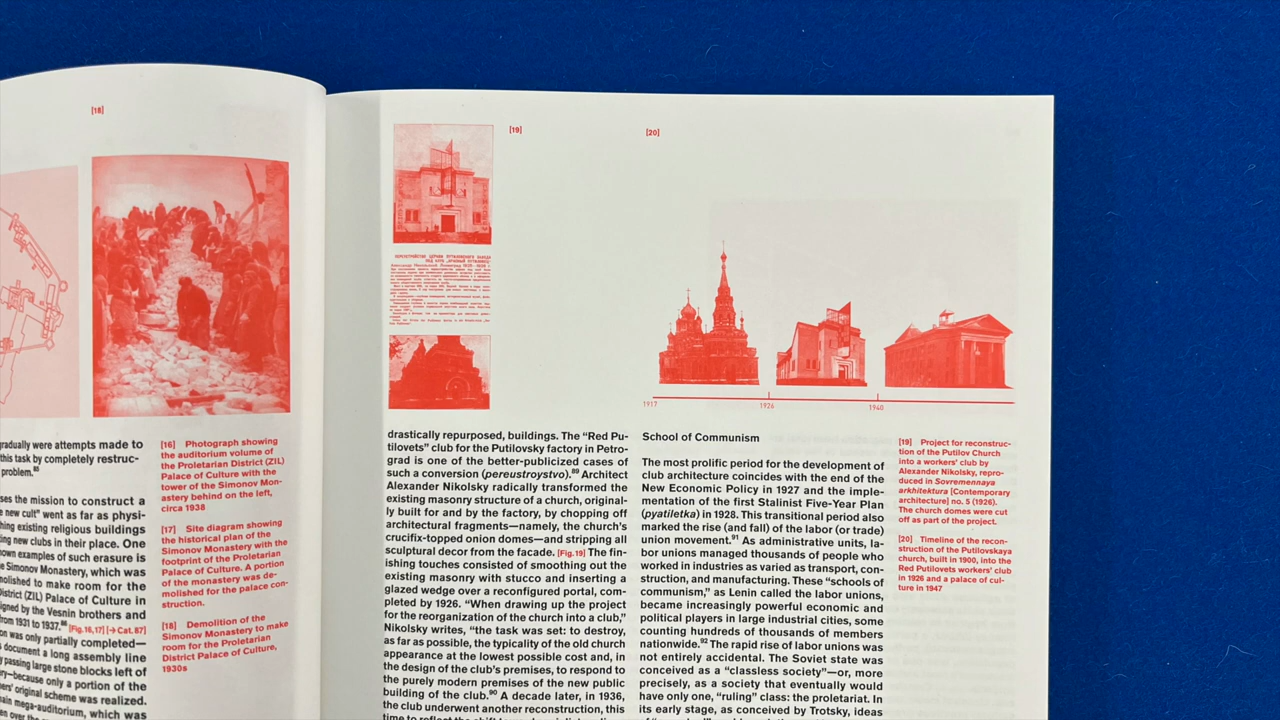 [18]
gradually were attempts made to
this task by completely restruc-
problem.⁸⁵
ses the mission to construct a
new cult” went as far as physi-
hing existing religious buildings
ing new clubs in their place. One
own examples of such erasure is
Simonov Monastery, which was
molished to make room for the
District (ZIL) Palace of Culture in
igned by the Vesnin brothers and
from 1931 to 1937.⁸⁶ [Fig. 16, 17] [→ Cat. 87]
on was only partially completed—
document a long assembly line
y passing large stone blocks left of
ry—because only a portion of the
ers’ original scheme was realized.
main mega-auditorium, which was
en over the course of
[16] Photograph showing
the auditorium volume of
the Proletarian District (ZIL)
Palace of Culture with the
tower of the Simonov Mon-
astery behind on the left,
circa 1938
[17] Site diagram showing
the historical plan of the
Simonov Monastery with the
footprint of the Proletarian
Palace of Culture. A portion
of the monastery was de-
molished for the palace con-
struction.
[18] Demolition of the
Simonov Monastery to make
room for the Proletarian
District Palace of Culture,
1930s
[19]
ПЕРЕУСТРОЙСТВО ЦЕРКВИ ПУТИЛОВСКОГО ЗАВОДА
ПОД КЛУБ „КРАСНЫЙ ПУТИЛОВЕЦ“
[20]
1917
1926
1940
drastically repurposed, buildings. The “Red Pu-
tilovets” club for the Putilovsky factory in Petro-
grad is one of the better-publicized cases of
such a conversion (pereustroystvo).⁸⁹ Architect
Alexander Nikolsky radically transformed the
existing masonry structure of a church, original-
ly built for and by the factory, by chopping off
architectural fragments—namely, the church’s
crucifix-topped onion domes—and stripping all
sculptural decor from the facade. [Fig. 19] The fin-
ishing touches consisted of smoothing out the
existing masonry with stucco and inserting a
glazed wedge over a reconfigured portal, com-
pleted by 1926. “When drawing up the project
for the reorganization of the church into a club,”
Nikolsky writes, “the task was set: to destroy,
as far as possible, the typicality of the old church
appearance at the lowest possible cost and, in
the design of the club’s premises, to respond to
the purely modern premises of the new public
building of the club.⁹⁰ A decade later, in 1936,
the club underwent another reconstruction, this
School of Communism
The most prolific period for the development of
club architecture coincides with the end of the
New Economic Policy in 1927 and the imple-
mentation of the first Stalinist Five-Year Plan
(pyatiletka) in 1928. This transitional period also
marked the rise (and fall) of the labor (or trade)
union movement.⁹¹ As administrative units, la-
bor unions managed thousands of people who
worked in industries as varied as transport, con-
struction, and manufacturing. These “schools of
communism,” as Lenin called the labor unions,
became increasingly powerful economic and
political players in large industrial cities, some
counting hundreds of thousands of members
nationwide.⁹² The rapid rise of labor unions was
not entirely accidental. The Soviet state was
conceived as a “classless society”—or, more
precisely, as a society that eventually would
have only one, “ruling” class: the proletariat. In
its early stage, as conceived by Trotsky, ideas
[19] Project for reconstruc-
tion of the Putilov Church
into a workers’ club by
Alexander Nikolsky, repro-
duced in Sovremennaya
arkhitektura [Contemporary
architecture] no. 5 (1926).
The church domes were cut
off as part of the project.
[20] Timeline of the recon-
struction of the Putilovskaya
church, built in 1900, into the
Red Putilovets workers’ club
in 1926 and a palace of cul-
ture in 1947